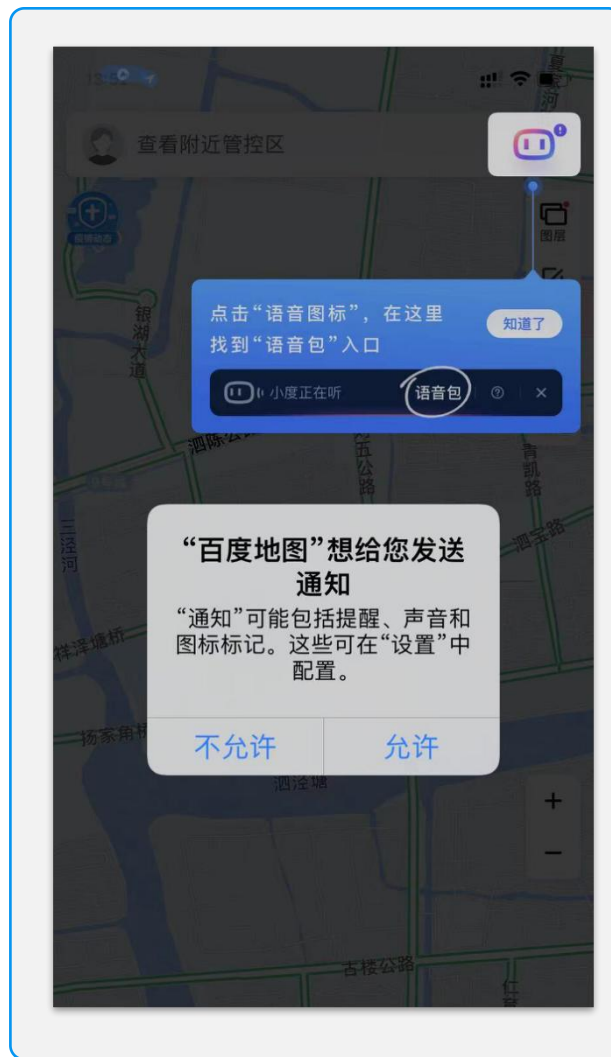 查看附近管控区
图层
点击“语音图标”，在这里
找到“语音包”入口
知道了
小度正在听
语音包
银湖大道
泗陈公
五公路
青凯路
泗宝路
三泾河
“百度地图”想给您发送
通知
“通知”可能包括提醒、声音和
图标标记。这些可在“设置”中
配置。
不允许
允许
祥泽塘桥
扬家角桥
泗泾塘
+
−
古楼公路